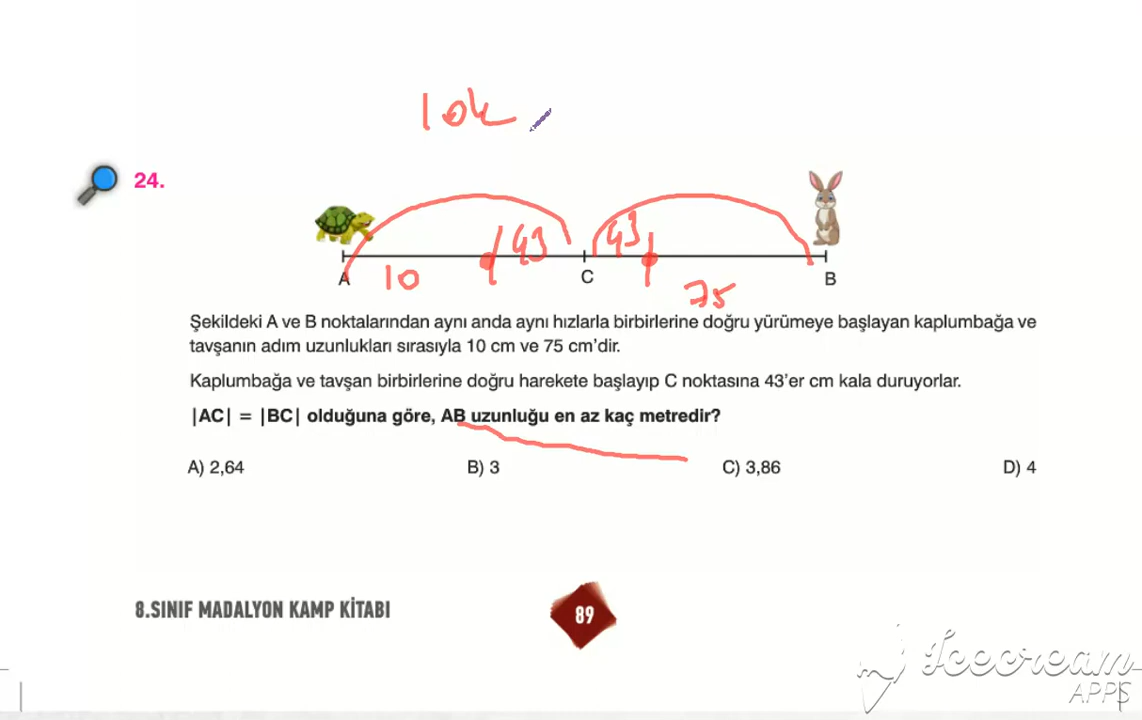 10k
24.
43 43
A 10 C 75 B
Şekildeki A ve B noktalarından aynı anda aynı hızlarla birbirlerine doğru yürümeye başlayan kaplumbağa ve
tavşanın adım uzunlukları sırasıyla 10 cm ve 75 cm’dir.
Kaplumbağa ve tavşan birbirlerine doğru harekete başlayıp C noktasına 43’er cm kala duruyorlar.
|AC| = |BC| olduğuna göre, AB uzunluğu en az kaç metredir?
A) 2,64 B) 3 C) 3,86 D) 4
8.SINIF MADALYON KAMP KİTABI 89
Icecream
APPS